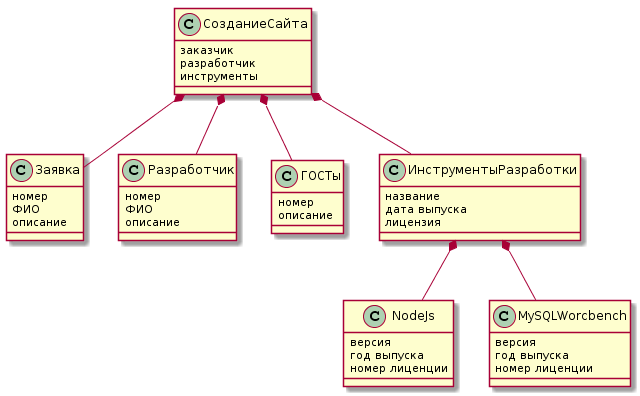 C СозданиеСайта
заказчик
разработчик
инструменты
C Заявка
номер
ФИО
описание
C Разработчик
номер
ФИО
описание
C ГОСТы
номер
описание
C ИнструментыРазработки
название
дата выпуска
лицензия
C NodeJs
версия
год выпуска
номер лиценции
C MySQLWorcbench
версия
год выпуска
номер лиценции